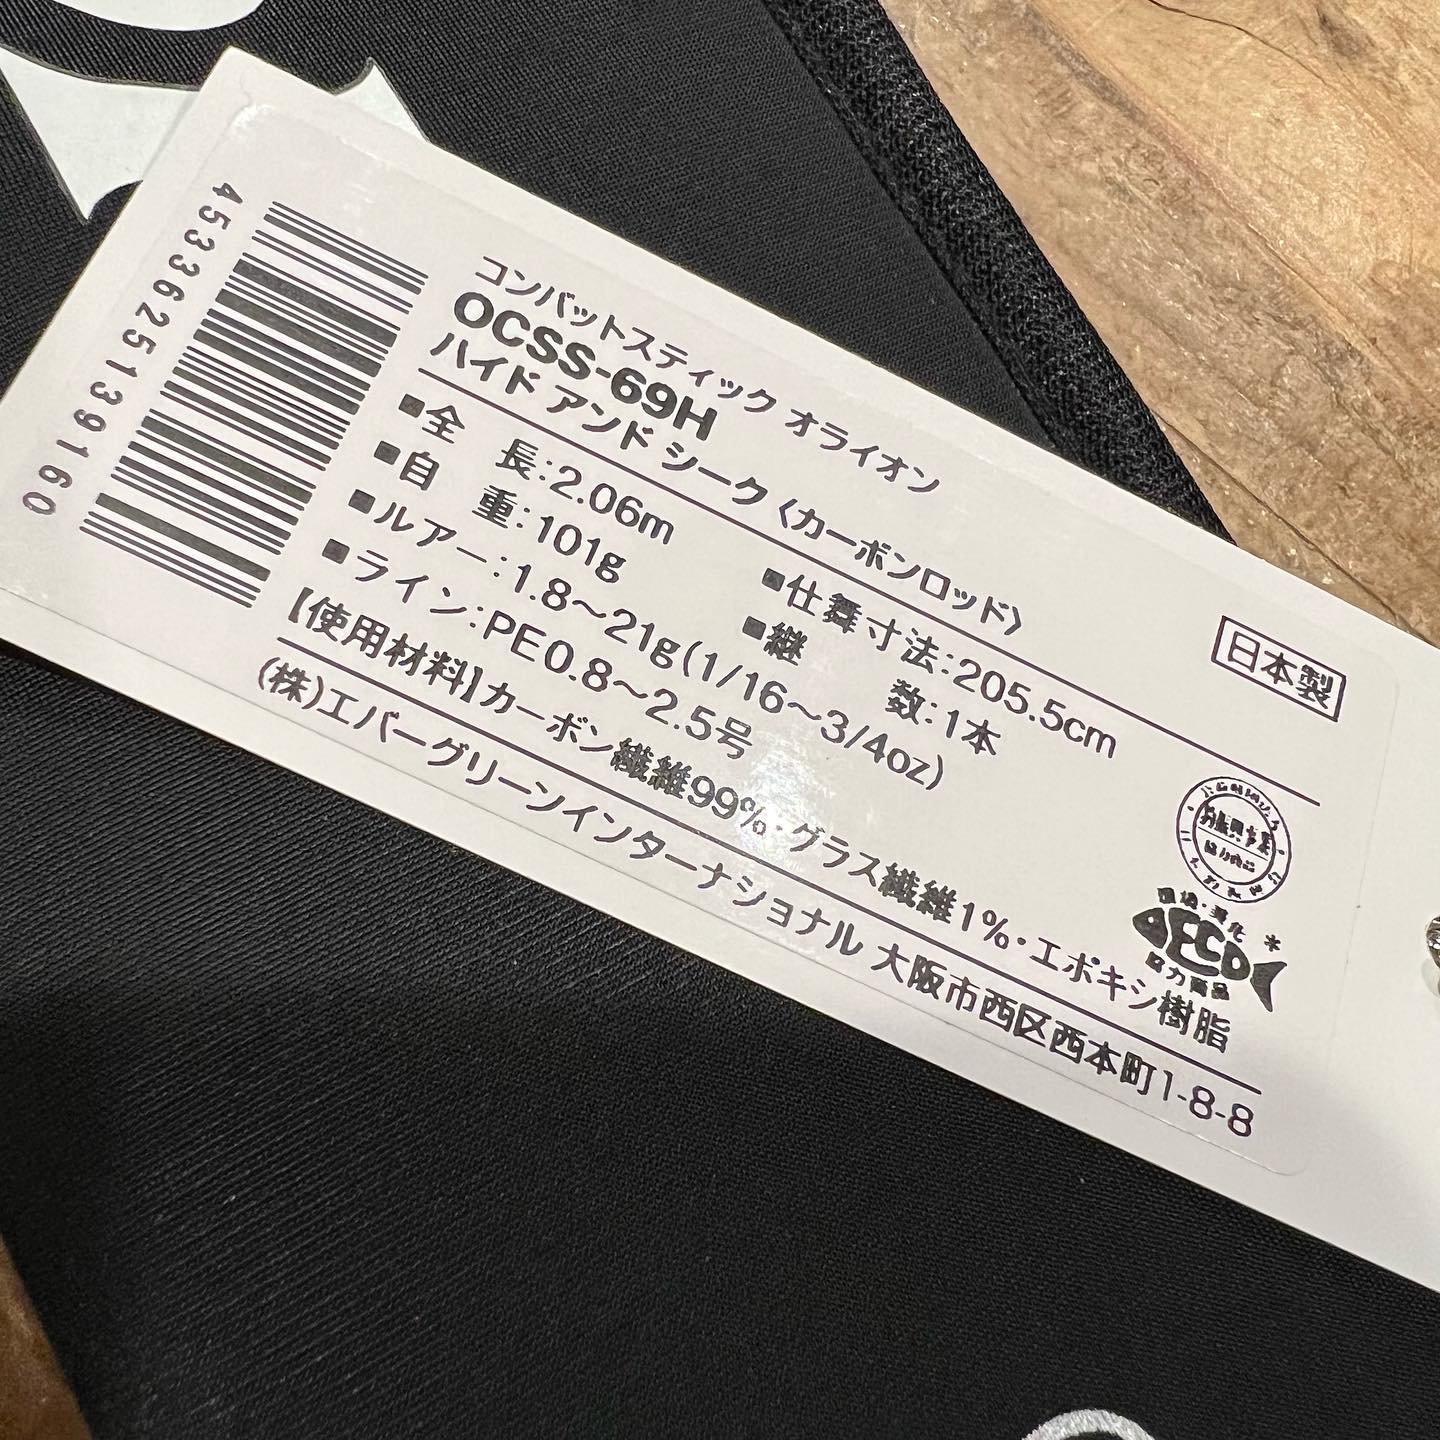 コンバットスティック オライオン
OCSS-69H
ハイド アンド シーク〈カーボンロッド〉
日本製
■全 長:2.06m ■仕舞寸法:205.5cm
■自 重:101g ■継 数:1本
■ルアー:1.8〜21g(1/16〜3/4oz)
■ライン:PE0.8〜2.5号
【使用材料】カーボン繊維99%・グラス繊維1%・エポキシ樹脂
(株)エバーグリーンインターナショナル 大阪市西区西本町1-8-8
4533625139160
ECO
協力商品